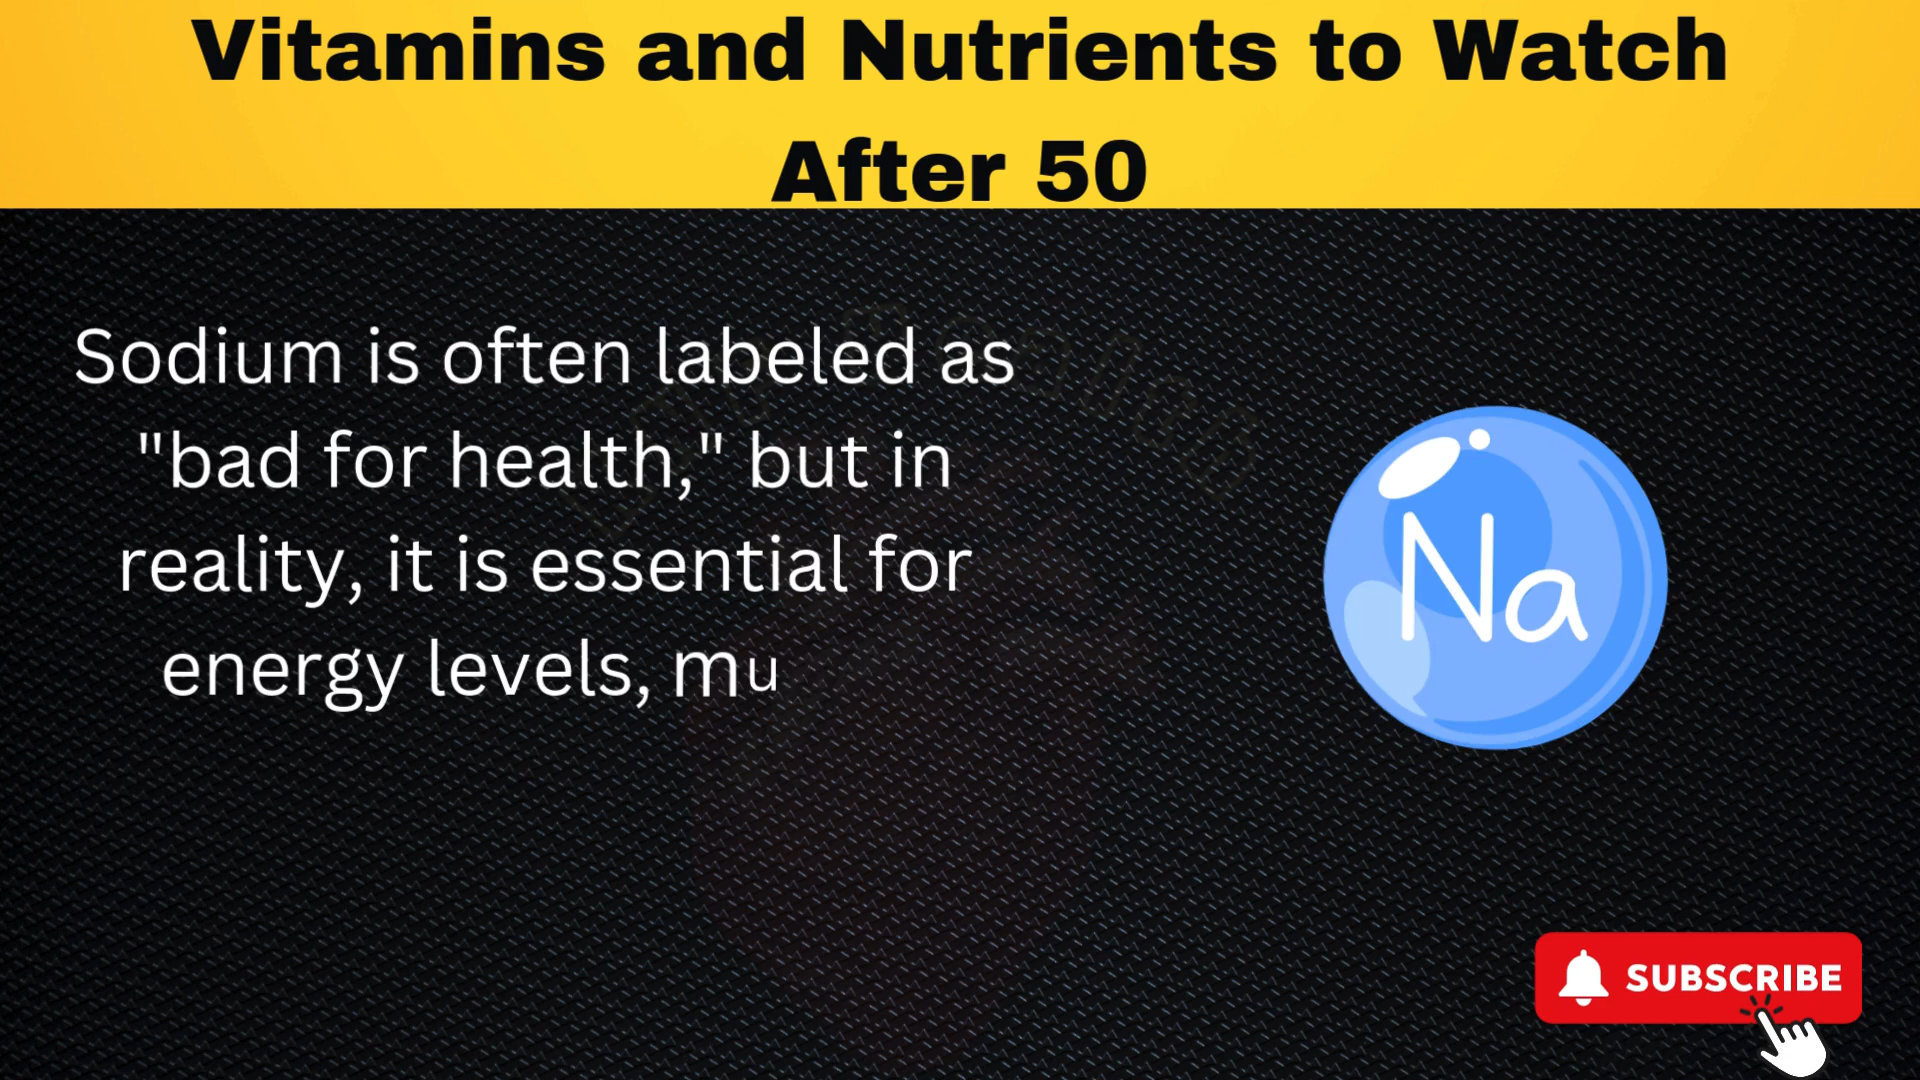 Vitamins and Nutrients to Watch
After 50
Sodium is often labeled as
"bad for health," but in
reality, it is essential for
energy levels, mu
Na
SUBSCRIBE